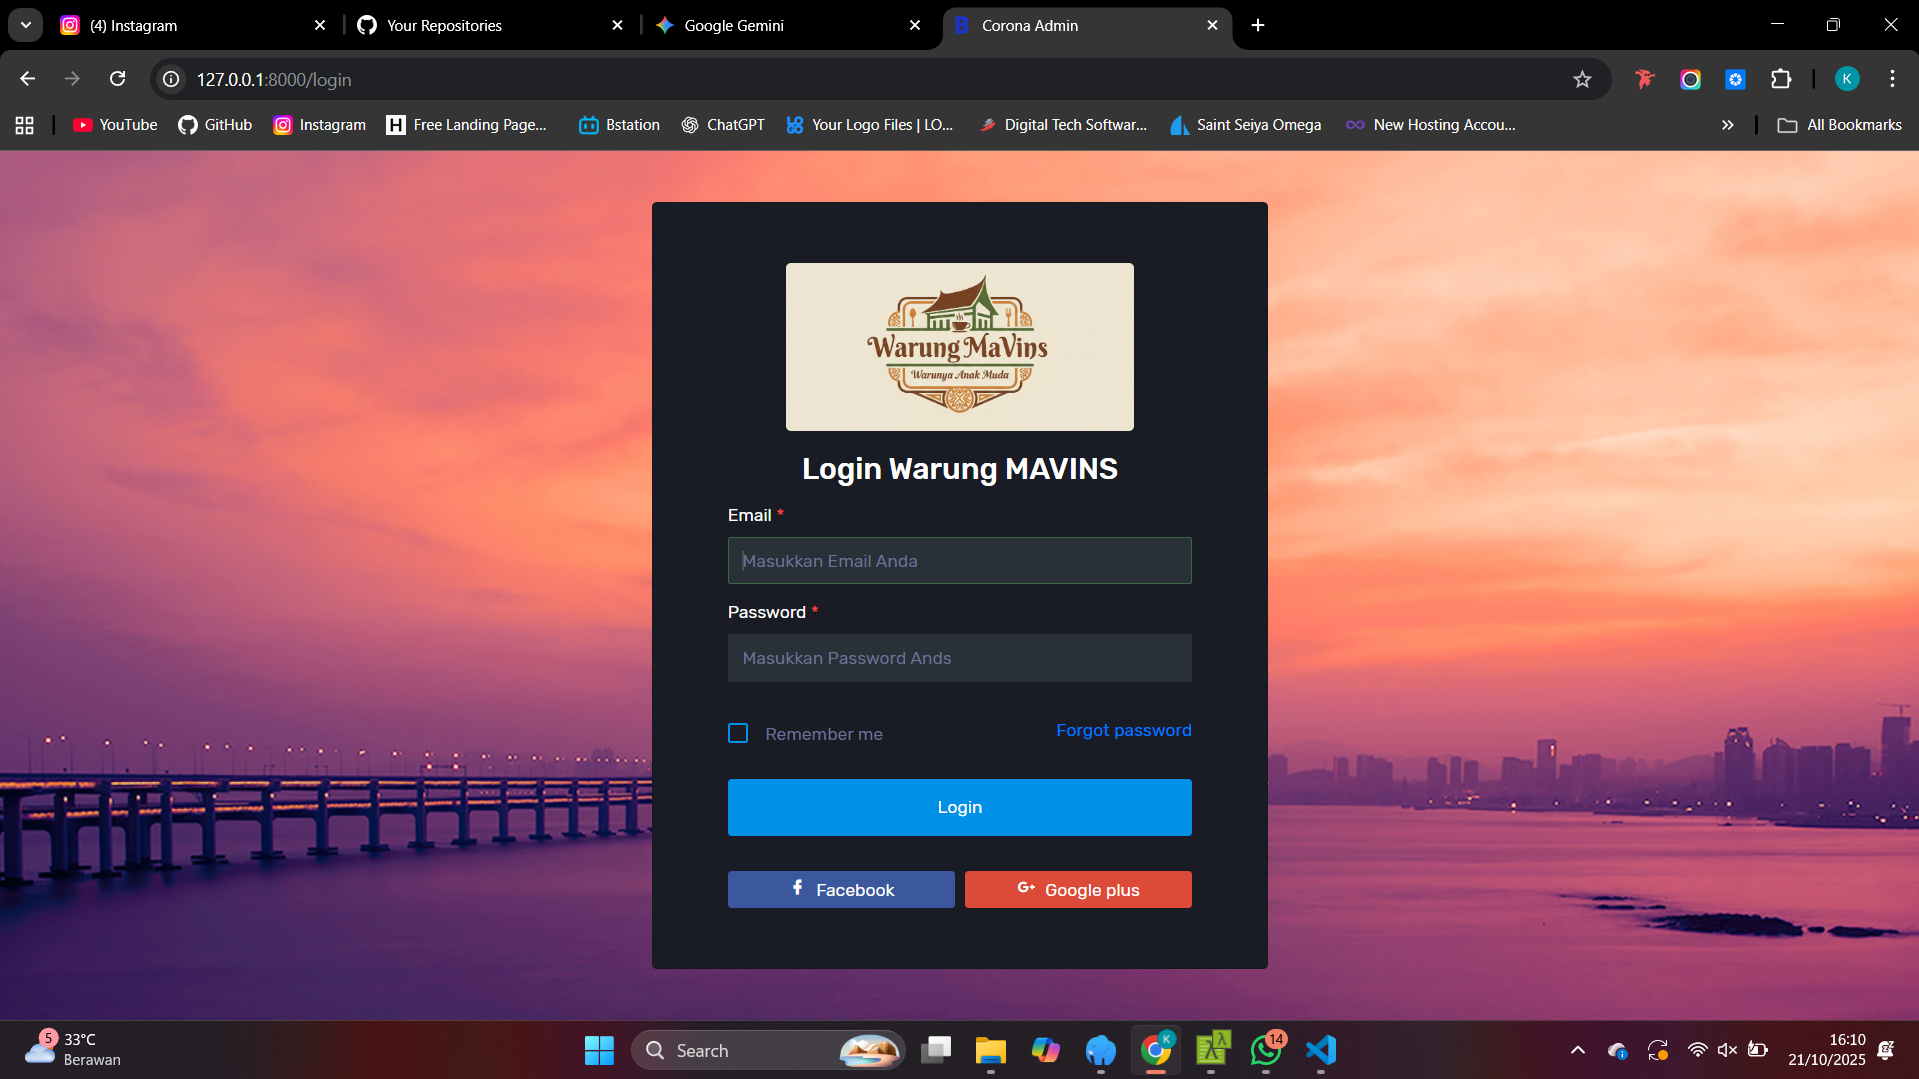 (4) Instagram
Your Repositories
Google Gemini
Corona Admin
127.0.0.1:8000/login
K
YouTube
GitHub
Instagram
Free Landing Page...
Bstation
ChatGPT
Your Logo Files | LO...
Digital Tech Softwar...
Saint Seiya Omega
New Hosting Accou...
All Bookmarks
Warung MaVins
Warunya Anak Muda
Login Warung MAVINS
Email *
Masukkan Email Anda
Password *
Masukkan Password Ands
Remember me
Forgot password
Login
Facebook
G+ Google plus
5
33°C
Berawan
Search
K
14
16:10
21/10/2025